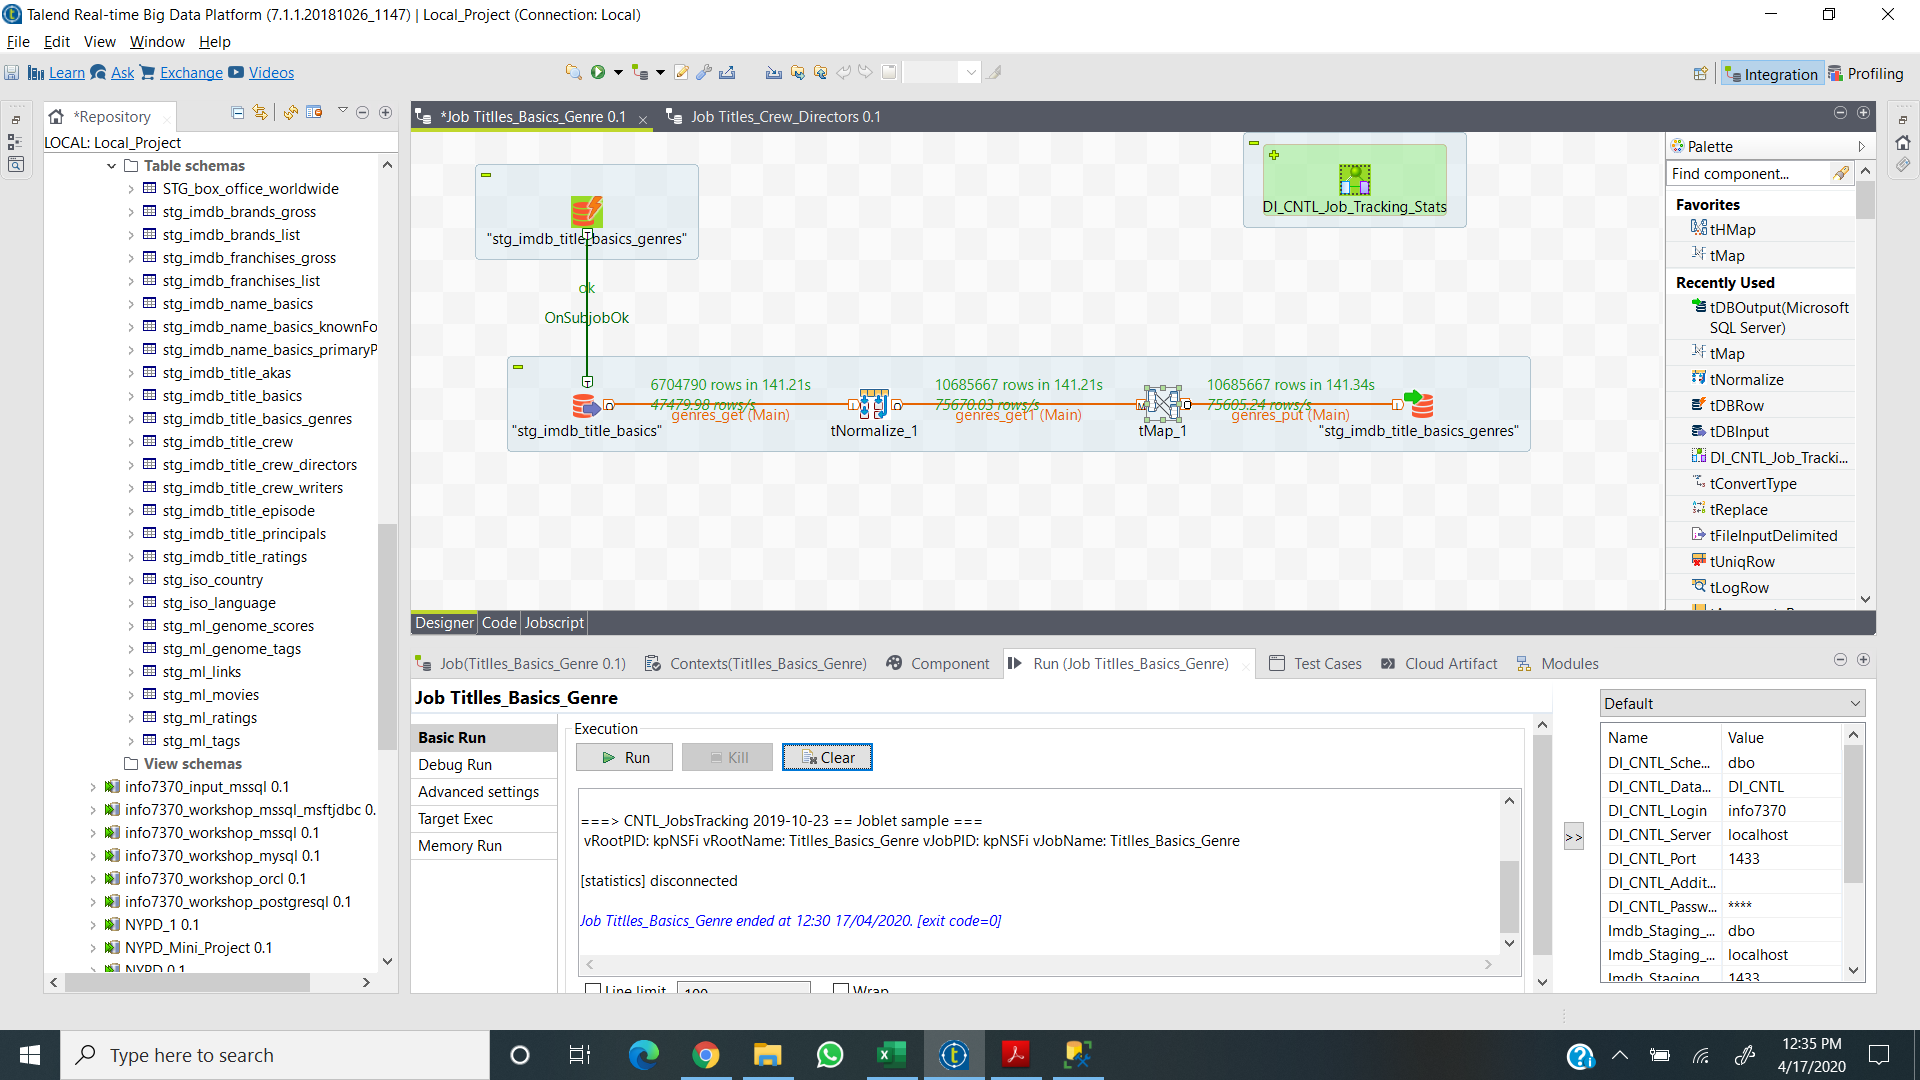 Talend Real-time Big Data Platform (7.1.1.20181026_1147) | Local_Project (Connection: Local)
File Edit View Window Help
Learn Ask Exchange Videos
Integration Profiling
*Repository
LOCAL: Local_Project
Table schemas
STG_box_office_worldwide
stg_imdb_brands_gross
stg_imdb_brands_list
stg_imdb_franchises_gross
stg_imdb_franchises_list
stg_imdb_name_basics
stg_imdb_name_basics_knownFo
stg_imdb_name_basics_primaryP
stg_imdb_title_akas
stg_imdb_title_basics
stg_imdb_title_basics_genres
stg_imdb_title_crew
stg_imdb_title_crew_directors
stg_imdb_title_crew_writers
stg_imdb_title_episode
stg_imdb_title_principals
stg_imdb_title_ratings
stg_iso_country
stg_iso_language
stg_ml_genome_scores
stg_ml_genome_tags
stg_ml_links
stg_ml_movies
stg_ml_ratings
stg_ml_tags
View schemas
info7370_input_mssql 0.1
info7370_workshop_mssql_msftjdbc 0.
info7370_workshop_mssql 0.1
info7370_workshop_mysql 0.1
info7370_workshop_orcl 0.1
info7370_workshop_postgresql 0.1
NYPD_1 0.1
NYPD_Mini_Project 0.1
NYPD 0.1
*Job Titlles_Basics_Genre 0.1
Job Titles_Crew_Directors 0.1
"stg_imdb_title_basics_genres"
DI_CNTL_Job_Tracking_Stats
ok
OnSubjobOk
6704790 rows in 141.21s
47479.98 rows/s
genres_get (Main)
10685667 rows in 141.21s
75670.03 rows/s
genres_get1 (Main)
10685667 rows in 141.34s
75605.24 rows/s
genres_put (Main)
"stg_imdb_title_basics"
tNormalize_1
tMap_1
"stg_imdb_title_basics_genres"
Palette
Find component...
Favorites
tHMap
tMap
Recently Used
tDBOutput(Microsoft
SQL Server)
tMap
tNormalize
tDBRow
tDBInput
DI_CNTL_Job_Tracki...
tConvertType
tReplace
tFileInputDelimited
tUniqRow
tLogRow
Designer Code Jobscript
Job(Titlles_Basics_Genre 0.1)
Contexts(Titlles_Basics_Genre)
Component
Run (Job Titlles_Basics_Genre)
Test Cases
Cloud Artifact
Modules
Job Titlles_Basics_Genre
Basic Run
Debug Run
Advanced settings
Target Exec
Memory Run
Execution
Run Kill Clear
===> CNTL_JobsTracking 2019-10-23 == Joblet sample ===
vRootPID: kpNSFi vRootName: Titlles_Basics_Genre vJobPID: kpNSFi vJobName: Titlles_Basics_Genre
[statistics] disconnected
Job Titlles_Basics_Genre ended at 12:30 17/04/2020. [exit code=0]
Line limit 100 Wrap
>>
Default
Name Value
DI_CNTL_Sche... dbo
DI_CNTL_Data... DI_CNTL
DI_CNTL_Login info7370
DI_CNTL_Server localhost
DI_CNTL_Port 1433
DI_CNTL_Addit...
DI_CNTL_Passw... ****
Imdb_Staging_... dbo
Imdb_Staging_... localhost
Imdb_Staging 1433
Type here to search
12:35 PM
4/17/2020